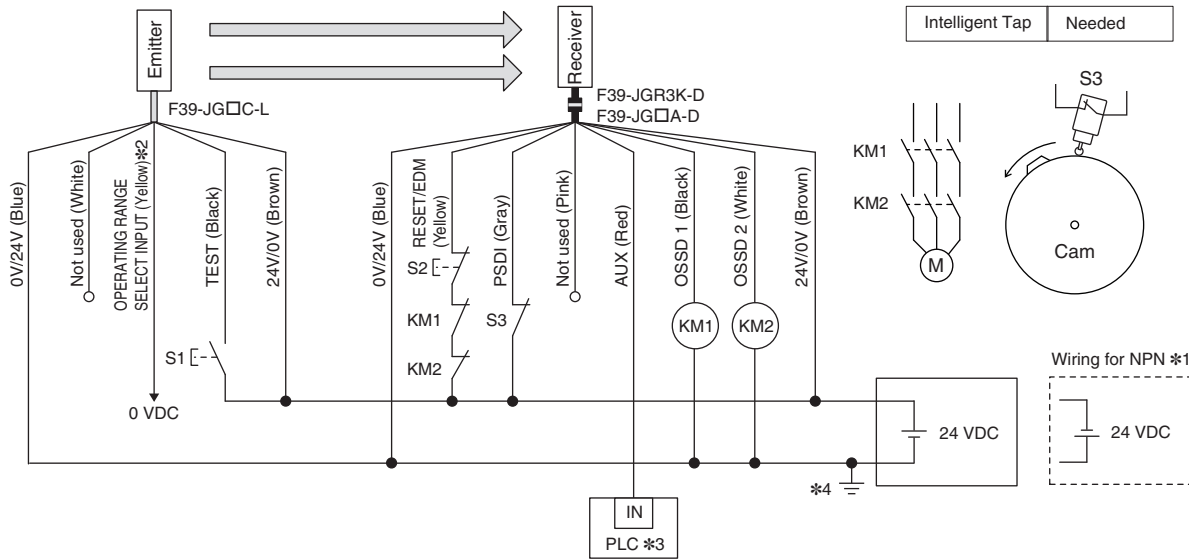 Emitter
Receiver
Intelligent Tap
Needed
F39-JG□C-L
F39-JGR3K-D
F39-JG□A-D
S3
KM1
KM2
M
Cam
0V/24V (Blue)
Not used (White)
OPERATING RANGE
SELECT INPUT (Yellow)✱2
TEST (Black)
24V/0V (Brown)
0V/24V (Blue)
RESET/EDM
(Yellow)
PSDI (Gray)
Not used (Pink)
AUX (Red)
OSSD 1 (Black)
OSSD 2 (White)
24V/0V (Brown)
S2
KM1
KM2
S3
KM1
KM2
S1
0 VDC
24 VDC
Wiring for NPN ✱1
24 VDC
✱4
IN
PLC ✱3